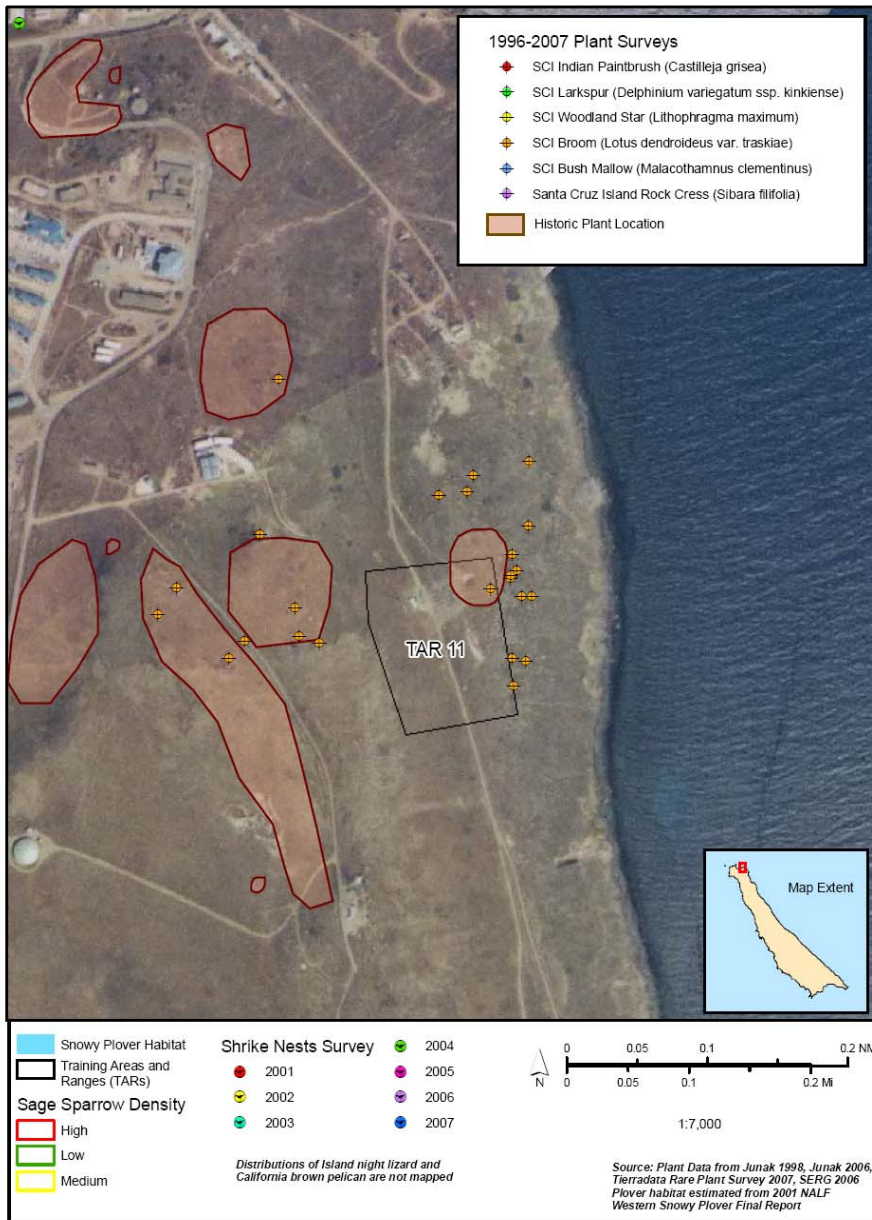 1996-2007 Plant Surveys
SCI Indian Paintbrush (Castilleja grisea)
SCI Larkspur (Delphinium variegatum ssp. kinkiense)
SCI Woodland Star (Lithophragma maximum)
SCI Broom (Lotus dendroideus var. traskiae)
SCI Bush Mallow (Malacothamnus clementinus)
Santa Cruz Island Rock Cress (Sibara filifolia)
Historic Plant Location
TAR 11
Map Extent
Snowy Plover Habitat
Training Areas and
Ranges (TARs)
Sage Sparrow Density
High
Low
Medium
Shrike Nests Survey
2001
2002
2003
2004
2005
2006
2007
Distributions of Island night lizard and
California brown pelican are not mapped
N
0 0.05 0.1 0.2 NM
0 0.05 0.1 0.2 Mi
1:7,000
Source: Plant Data from Junak 1998, Junak 2006,
Tierradata Rare Plant Survey 2007, SERG 2006
Plover habitat estimated from 2001 NALF
Western Snowy Plover Final Report